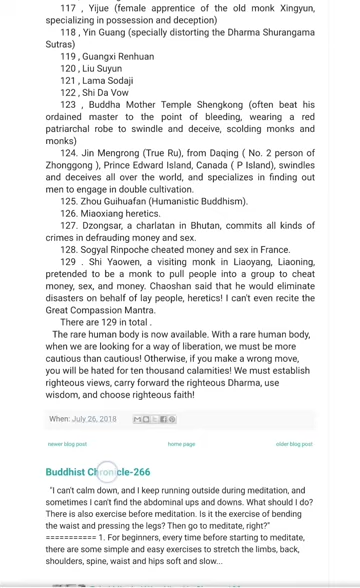 117 , Yijue (female apprentice of the old monk Xingyun,
specializing in possession and deception)
118 , Yin Guang (specially distorting the Dharma Shurangama
Sutras)
119 , Guangxi Renhuan
120 , Liu Suyun
121 , Lama Sodaji
122 , Shi Da Vow
123 , Buddha Mother Temple Shengkong (often beat his
ordained master to the point of bleeding, wearing a red
patriarchal robe to swindle and deceive, scolding monks and
monks)
124. Jin Mengrong (True Ru), from Daqing ( No. 2 person of
Zhonggong ), Prince Edward Island, Canada ( P Island), swindles
and deceives all over the world, and specializes in finding out
men to engage in double cultivation.
125. Zhou Guihuafan (Humanistic Buddhism).
126. Miaoxiang heretics.
127. Dzongsar, a charlatan in Bhutan, commits all kinds of
crimes in defrauding money and sex.
128. Sogyal Rinpoche cheated money and sex in France.
129 . Shi Yaowen, a visiting monk in Liaoyang, Liaoning,
pretended to be a monk to pull people into a group to cheat
money, sex, and money. Chaoshan said that he would eliminate
disasters on behalf of lay people, heretics! I can't even recite the
Great Compassion Mantra.
There are 129 in total .
The rare human body is now available. With a rare human body,
when we are looking for a way of liberation, we must be more
cautious than cautious! Otherwise, if you make a wrong move,
you will be hated for ten thousand calamities! We must establish
righteous views, carry forward the righteous Dharma, use
wisdom, and choose righteous faith!
When: July 26, 2018
newer blog post home page older blog post
Buddhist Chronicle-266
"I can't calm down, and I keep running outside during meditation, and
sometimes I can't find the abdominal ups and downs. What should I do?
There is also exercise before meditation. Is it the exercise of bending
the waist and pressing the legs? Then go to meditate, right?"
=========== 1. For beginners, every time before starting to meditate,
there are some simple and easy exercises to stretch the limbs, back,
shoulders, spine, waist and hips soft and slow...